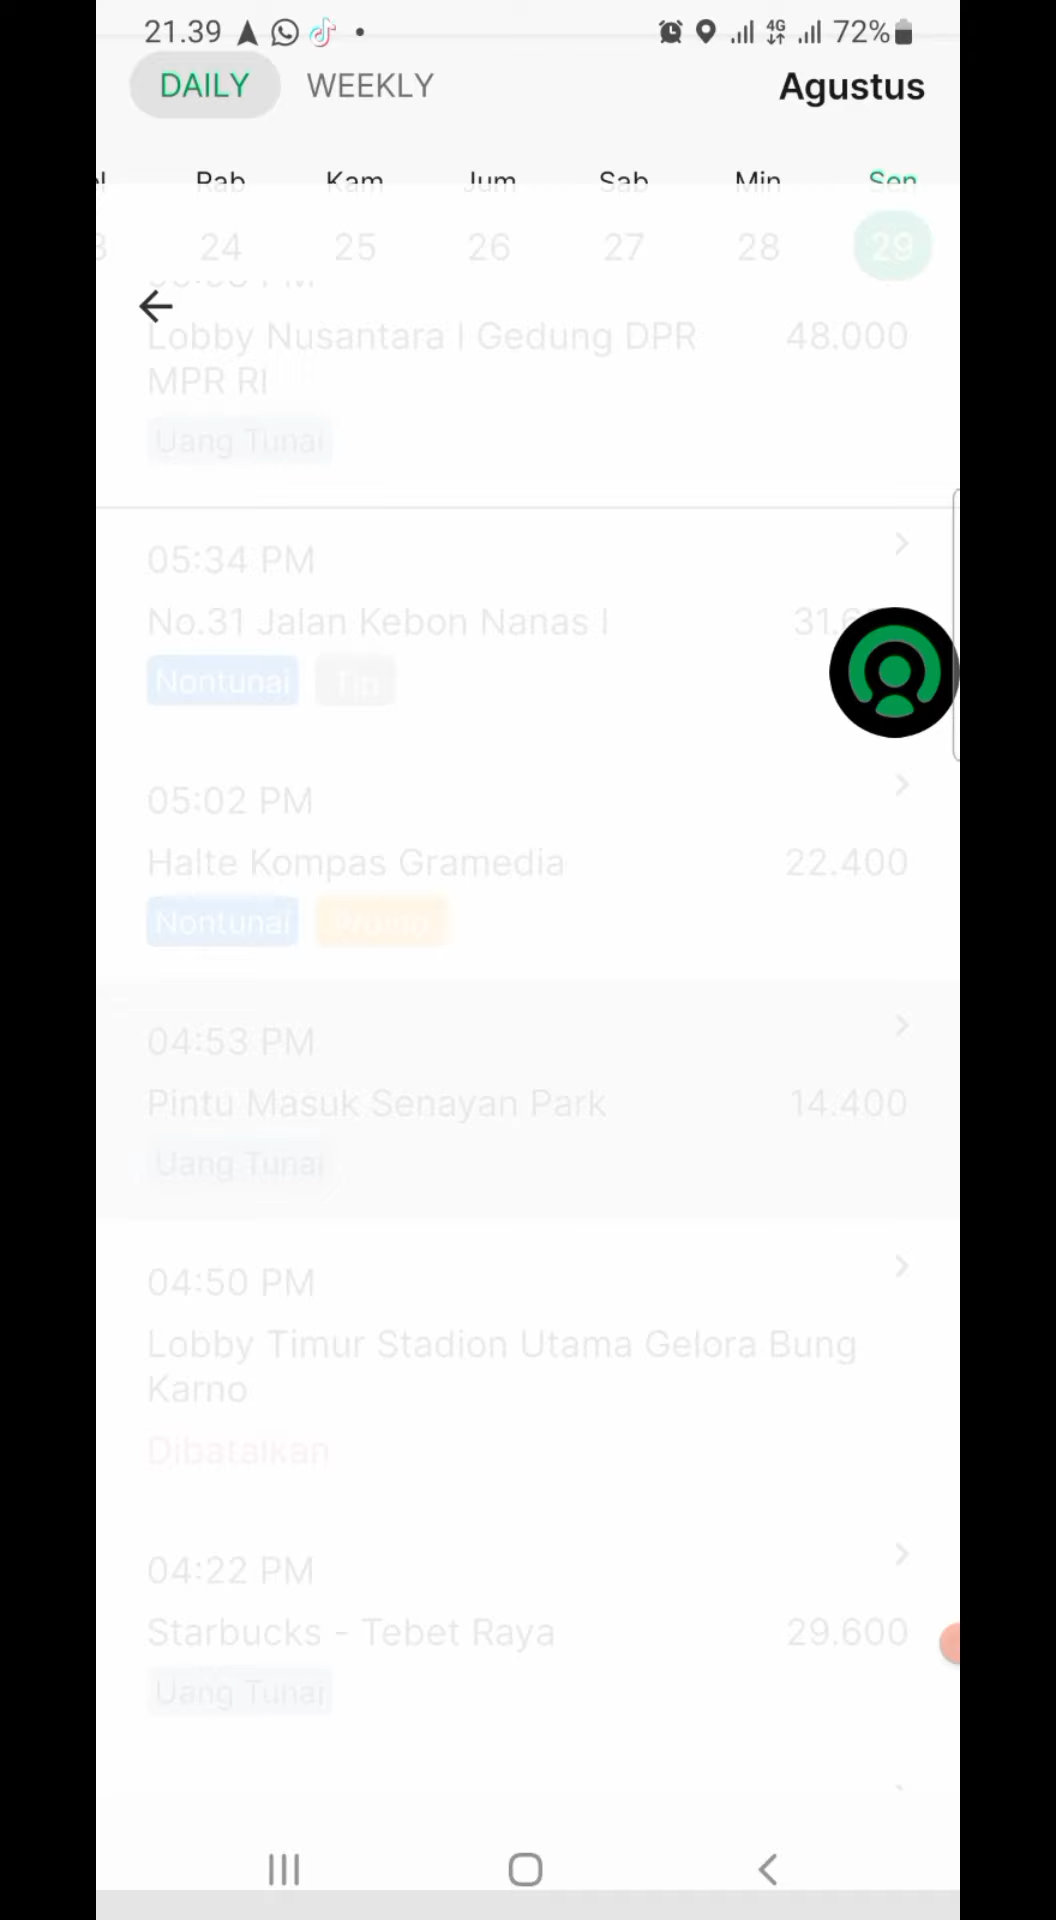 21.39 4G 72%
DAILY WEEKLY Agustus
Rab Kam Jum Sab Min Sen
24 25 26 27 28 29
Lobby Nusantara I Gedung DPR 48.000
MPR RI
Uang Tunai
05:34 PM
No.31 Jalan Kebon Nanas I
Nontunai Tip
05:02 PM
Halte Kompas Gramedia 22.400
Nontunai Promo
04:53 PM
Pintu Masuk Senayan Park 14.400
Uang Tunai
04:50 PM
Lobby Timur Stadion Utama Gelora Bung
Karno
Dibatalkan
04:22 PM
Starbucks - Tebet Raya 29.600
Uang Tunai